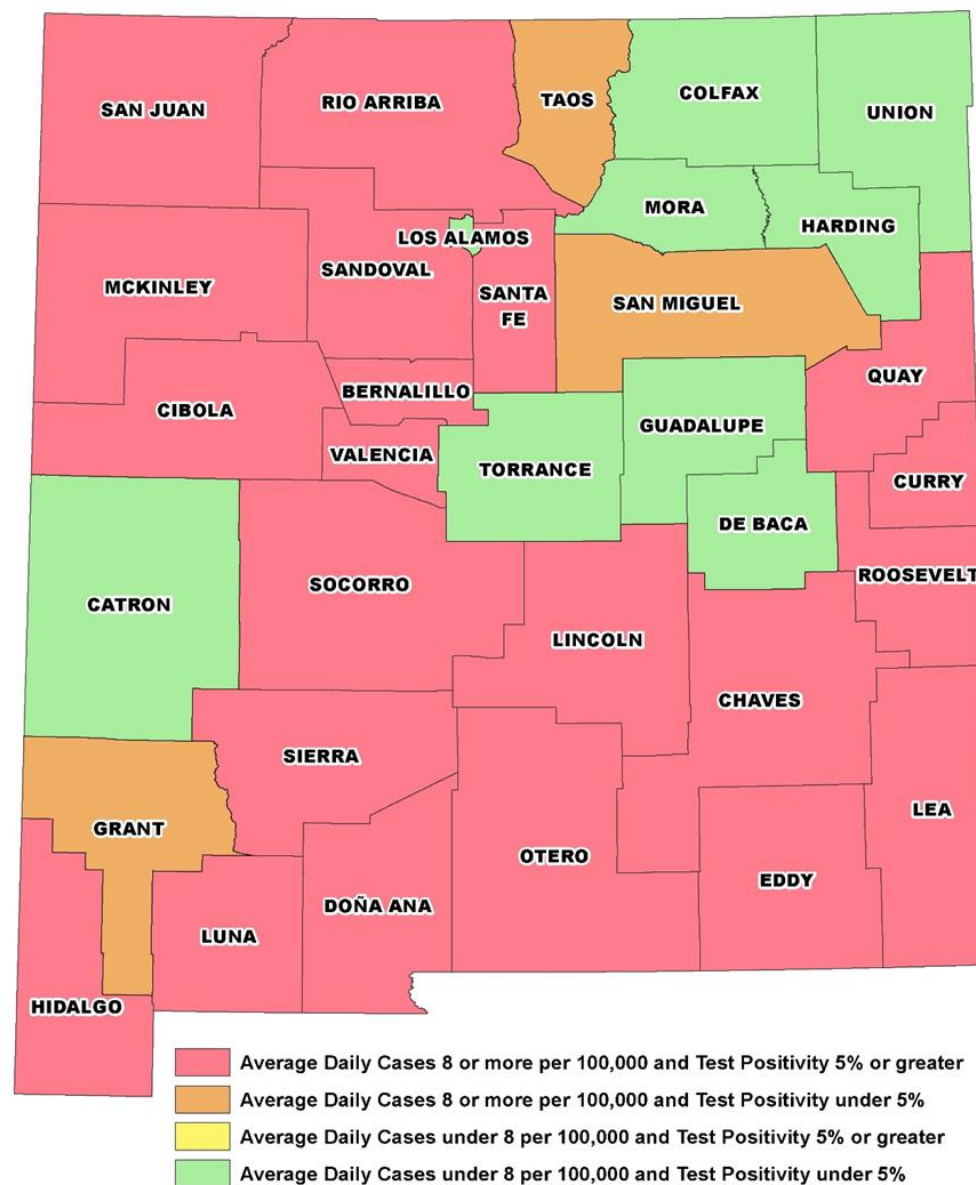 SAN JUAN
RIO ARRIBA
TAOS
COLFAX
UNION
MORA
HARDING
LOS ALAMOS
SANDOVAL
MCKINLEY
SANTA
FE
SAN MIGUEL
QUAY
BERNALILLO
CIBOLA
GUADALUPE
VALENCIA
TORRANCE
CURRY
DE BACA
ROOSEVELT
SOCORRO
CATRON
LINCOLN
CHAVES
SIERRA
LEA
GRANT
OTERO
EDDY
DOÑA ANA
LUNA
HIDALGO
Average Daily Cases 8 or more per 100,000 and Test Positivity 5% or greater
Average Daily Cases 8 or more per 100,000 and Test Positivity under 5%
Average Daily Cases under 8 per 100,000 and Test Positivity 5% or greater
Average Daily Cases under 8 per 100,000 and Test Positivity under 5%